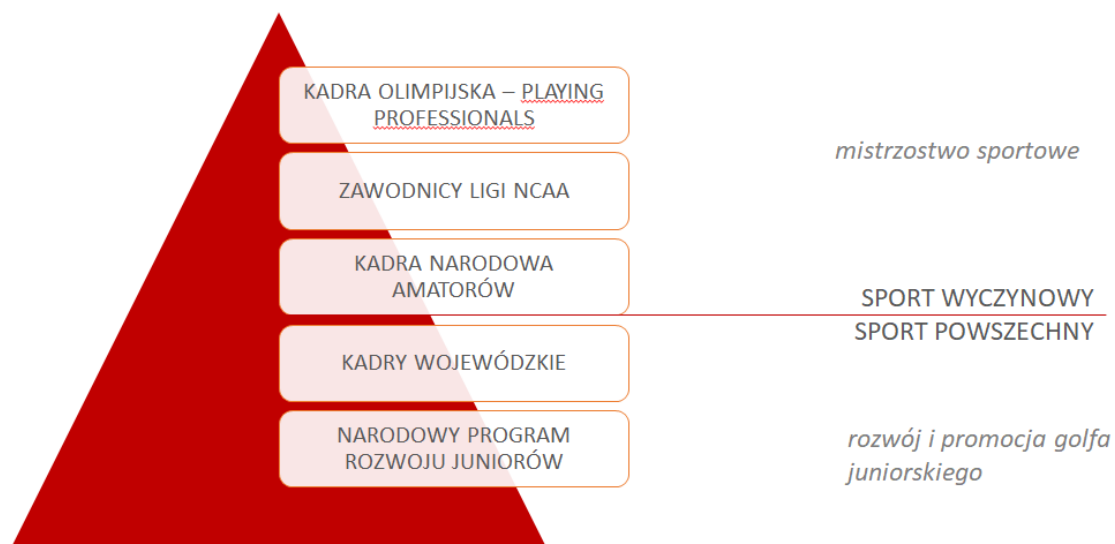 KADRA OLIMPIJSKA – PLAYING
PROFESSIONALS
mistrzostwo sportowe
ZAWODNICY LIGI NCAA
KADRA NARODOWA
AMATORÓW
SPORT WYCZYNOWY
SPORT POWSZECHNY
KADRY WOJEWÓDZKIE
NARODOWY PROGRAM
ROZWOJU JUNIORÓW
rozwój i promocja golfa
juniorskiego